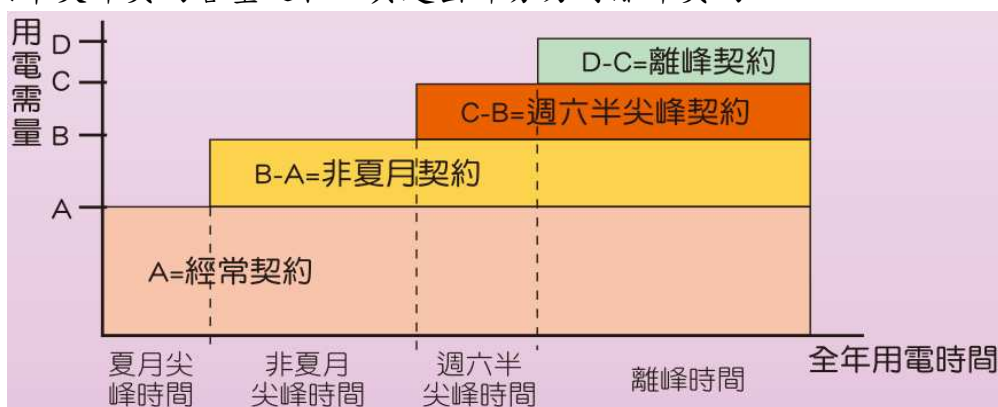 用電需量
D
C
B
A
D-C=離峰契約
C-B=週六半尖峰契約
B-A=非夏月契約
A=經常契約
夏月尖
峰時間
非夏月
尖峰時間
週六半
尖峰時間
離峰時間
全年用電時間